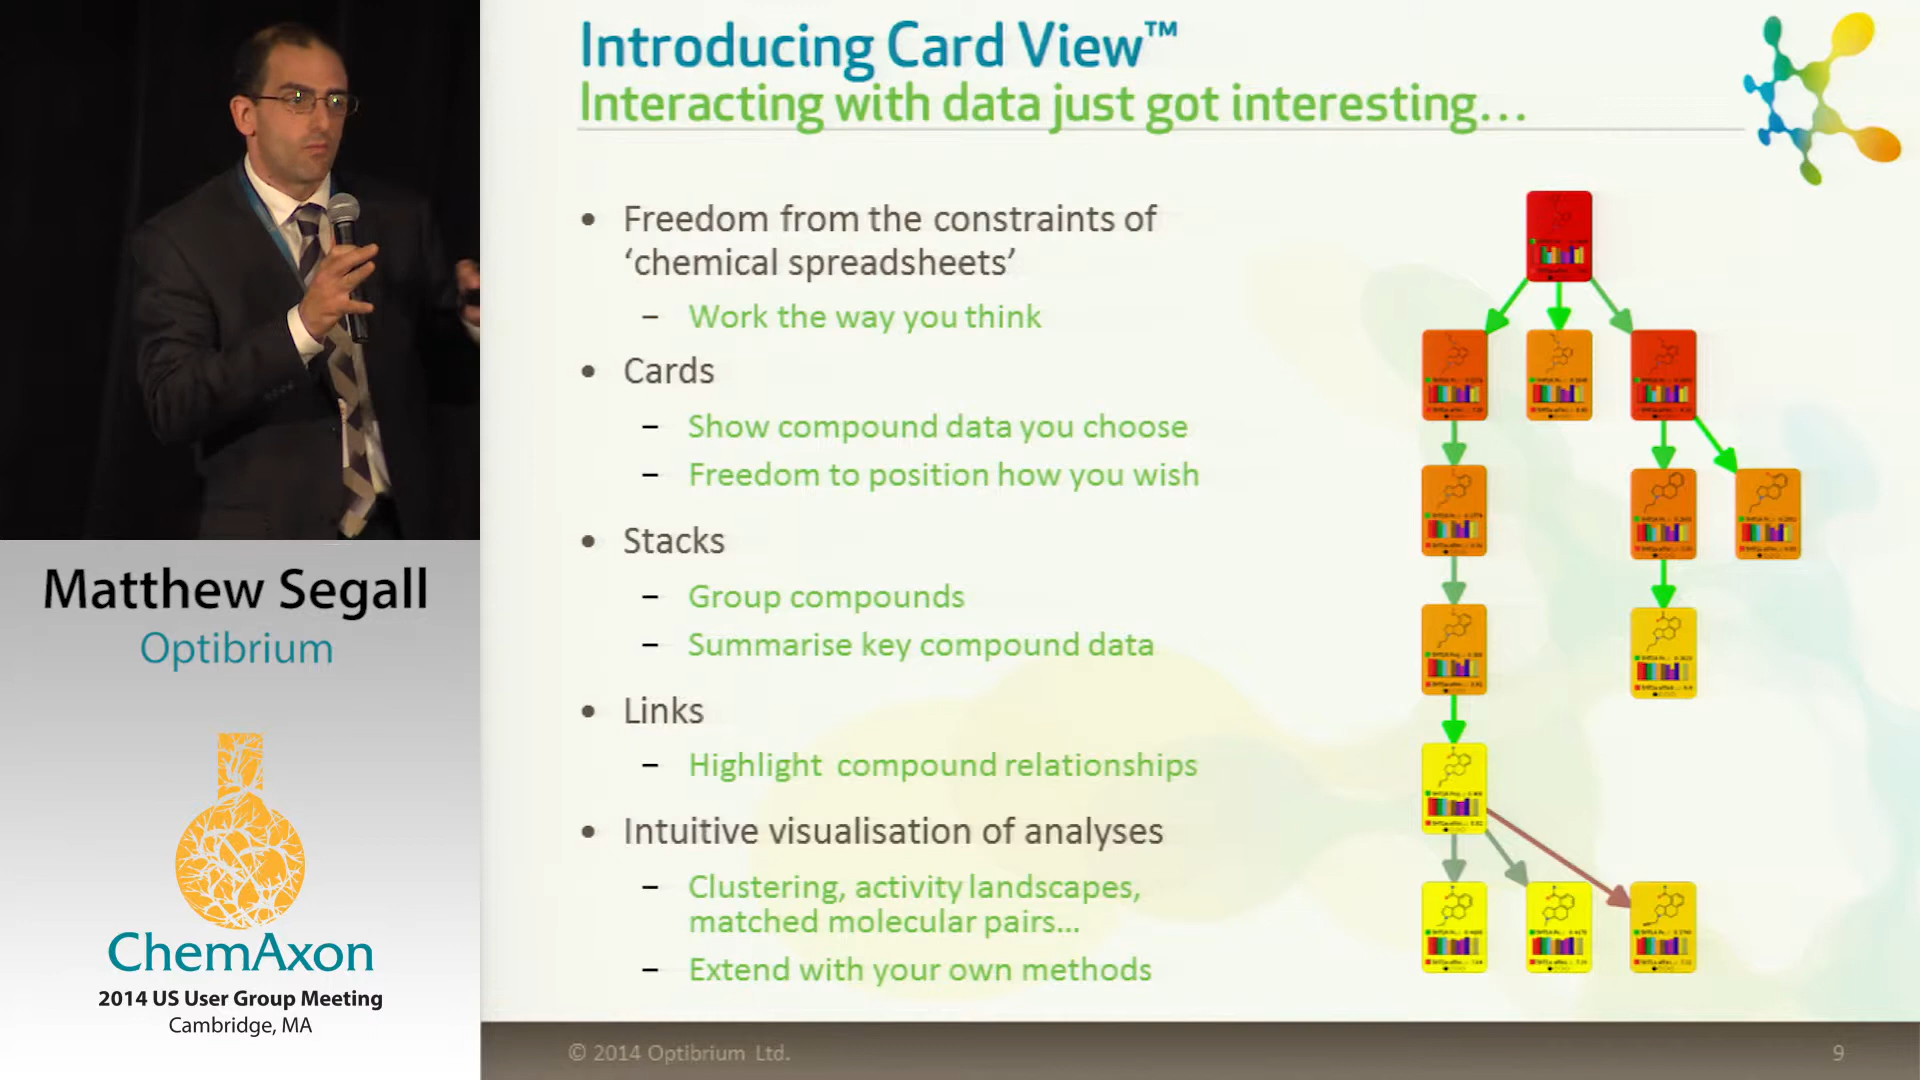 Introducing Card View™
Interacting with data just got interesting...
• Freedom from the constraints of
‘chemical spreadsheets’
– Work the way you think
• Cards
– Show compound data you choose
– Freedom to position how you wish
• Stacks
– Group compounds
– Summarise key compound data
• Links
– Highlight compound relationships
• Intuitive visualisation of analyses
– Clustering, activity landscapes,
matched molecular pairs...
– Extend with your own methods
© 2014 Optibrium Ltd.
9
Matthew Segall
Optibrium
ChemAxon
2014 US User Group Meeting
Cambridge, MA